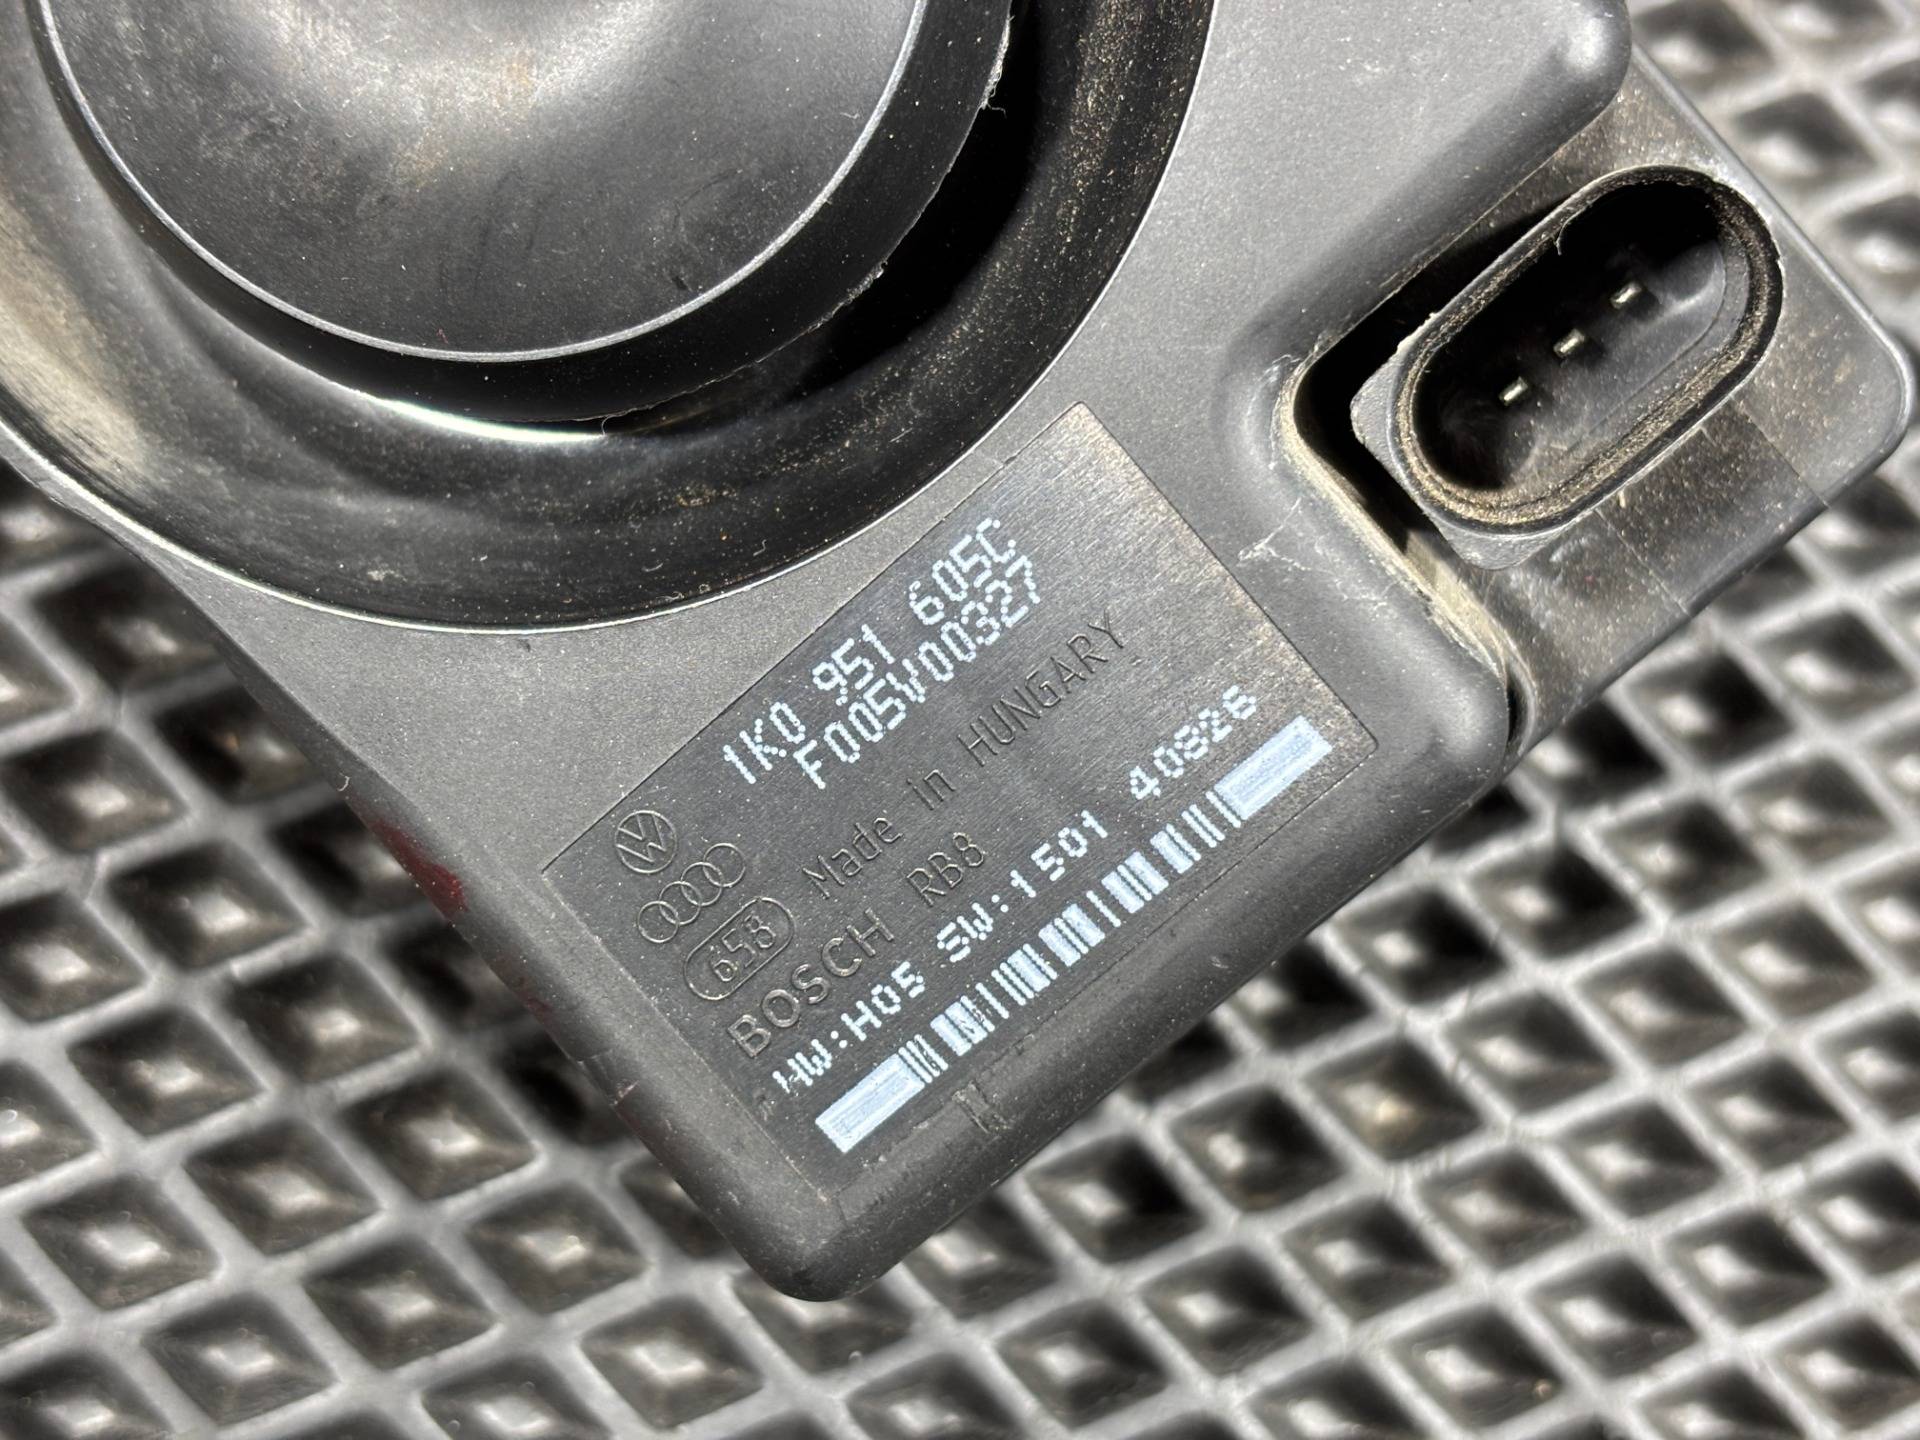 1K0 951 605C
F005V00327
Made in HUNGARY
658
BOSCH RB8
HW:H05 SW:1501 40826